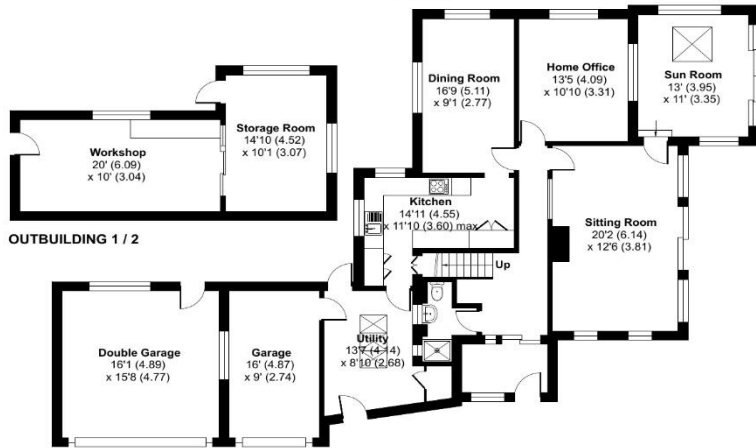 Dining Room
16'9 (5.11)
x 9'1 (2.77)
Home Office
13'5 (4.09)
x 10'10 (3.31)
Sun Room
13' (3.95)
x 11' (3.35)
Storage Room
14'10 (4.52)
x 10'1 (3.07)
Workshop
20' (6.09)
x 10' (3.04)
OUTBUILDING 1 / 2
Kitchen
14'11 (4.55)
x 11'10 (3.60) max
Sitting Room
20'2 (6.14)
x 12'6 (3.81)
Up
Double Garage
16'1 (4.89)
x 15'8 (4.77)
Garage
16' (4.87)
x 9' (2.74)
Utility
13'7 (4.14)
x 8'10 (2.68)